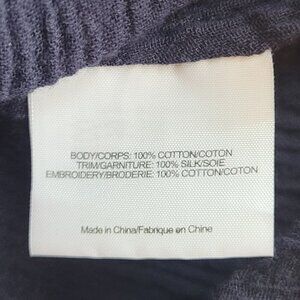 BODY/CORPS: 100% COTTON/COTON
TRIM/GARNITURE: 100% SILK/SOIE
EMBROIDERY/BRODERIE: 100% COTTON/COTON
Made in China/Fabrique en Chine